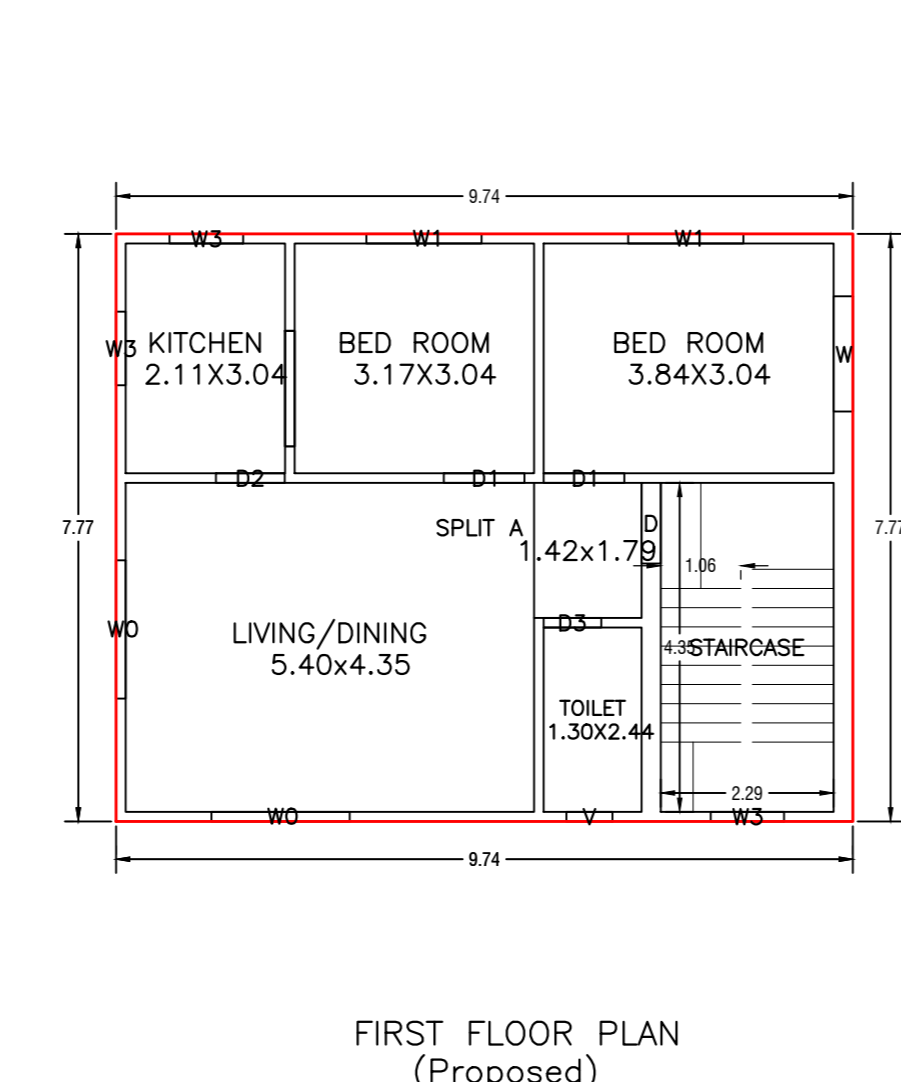 9.74
W3
W1
W1
W3
KITCHEN
2.11X3.04
BED ROOM
3.17X3.04
BED ROOM
3.84X3.04
W
D2
D1
D1
7.77
7.77
SPLIT A
D
1.42x1.79
1.06
W0
D3
LIVING/DINING
5.40x4.35
4.35
STAIRCASE
TOILET
1.30X2.44
2.29
W0
V
W3
9.74
FIRST FLOOR PLAN
(Proposed)